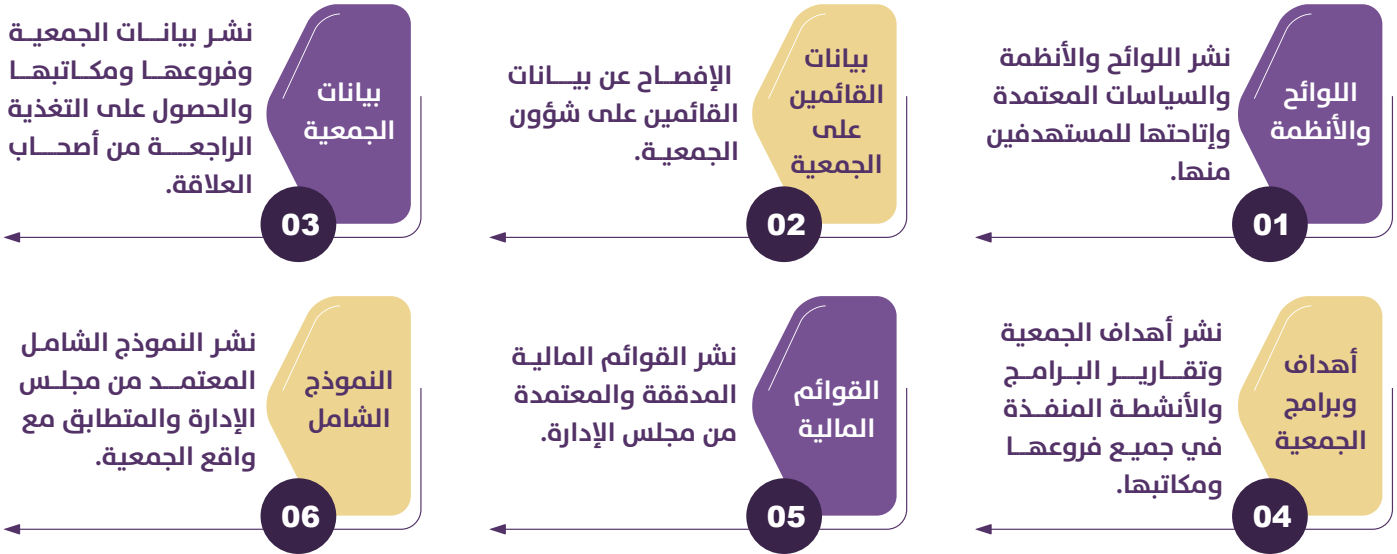 اللوائح
والأنظمة
نشر اللوائح والأنظمة
والسياسات المعتمدة
وإتاحتها للمستهدفين
منها.
01
بيانات
القائمين
على
الجمعية
الإفصاح عن بيانات
القائمين على شؤون
الجمعية.
02
بيانات
الجمعية
نشر بيانات الجمعية
وفروعها ومكاتبها
والحصول على التغذية
الراجعة من أصحاب
العلاقة.
03
أهداف
وبرامج
الجمعية
نشر أهداف الجمعية
وتقارير البرامج
والأنشطة المنفذة
في جميع فروعها
ومكاتبها.
04
القوائم
المالية
نشر القوائم المالية
المدققة والمعتمدة
من مجلس الإدارة.
05
النموذج
الشامل
نشر النموذج الشامل
المعتمد من مجلس
الإدارة والمتطابق مع
واقع الجمعية.
06